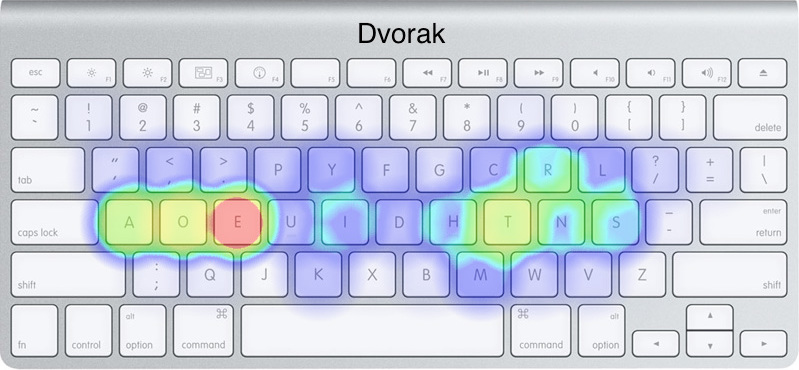 Dvorak
esc F1 F2 F3 F4 F5 F6 F7 F8 F9 F10 F11 F12
~ ` ! 1 @ 2 # 3 $ 4 % 5 ^ 6 & 7 * 8 ( 9 ) 0 { [ } ] delete
tab “ ‘ < , > . P Y F G C R L ? / + = | \
caps lock A O E U I D H T N S _ - enter return
shift : ; Q J K X B M W V Z shift
fn control alt option ⌘ command ⌘ command alt option